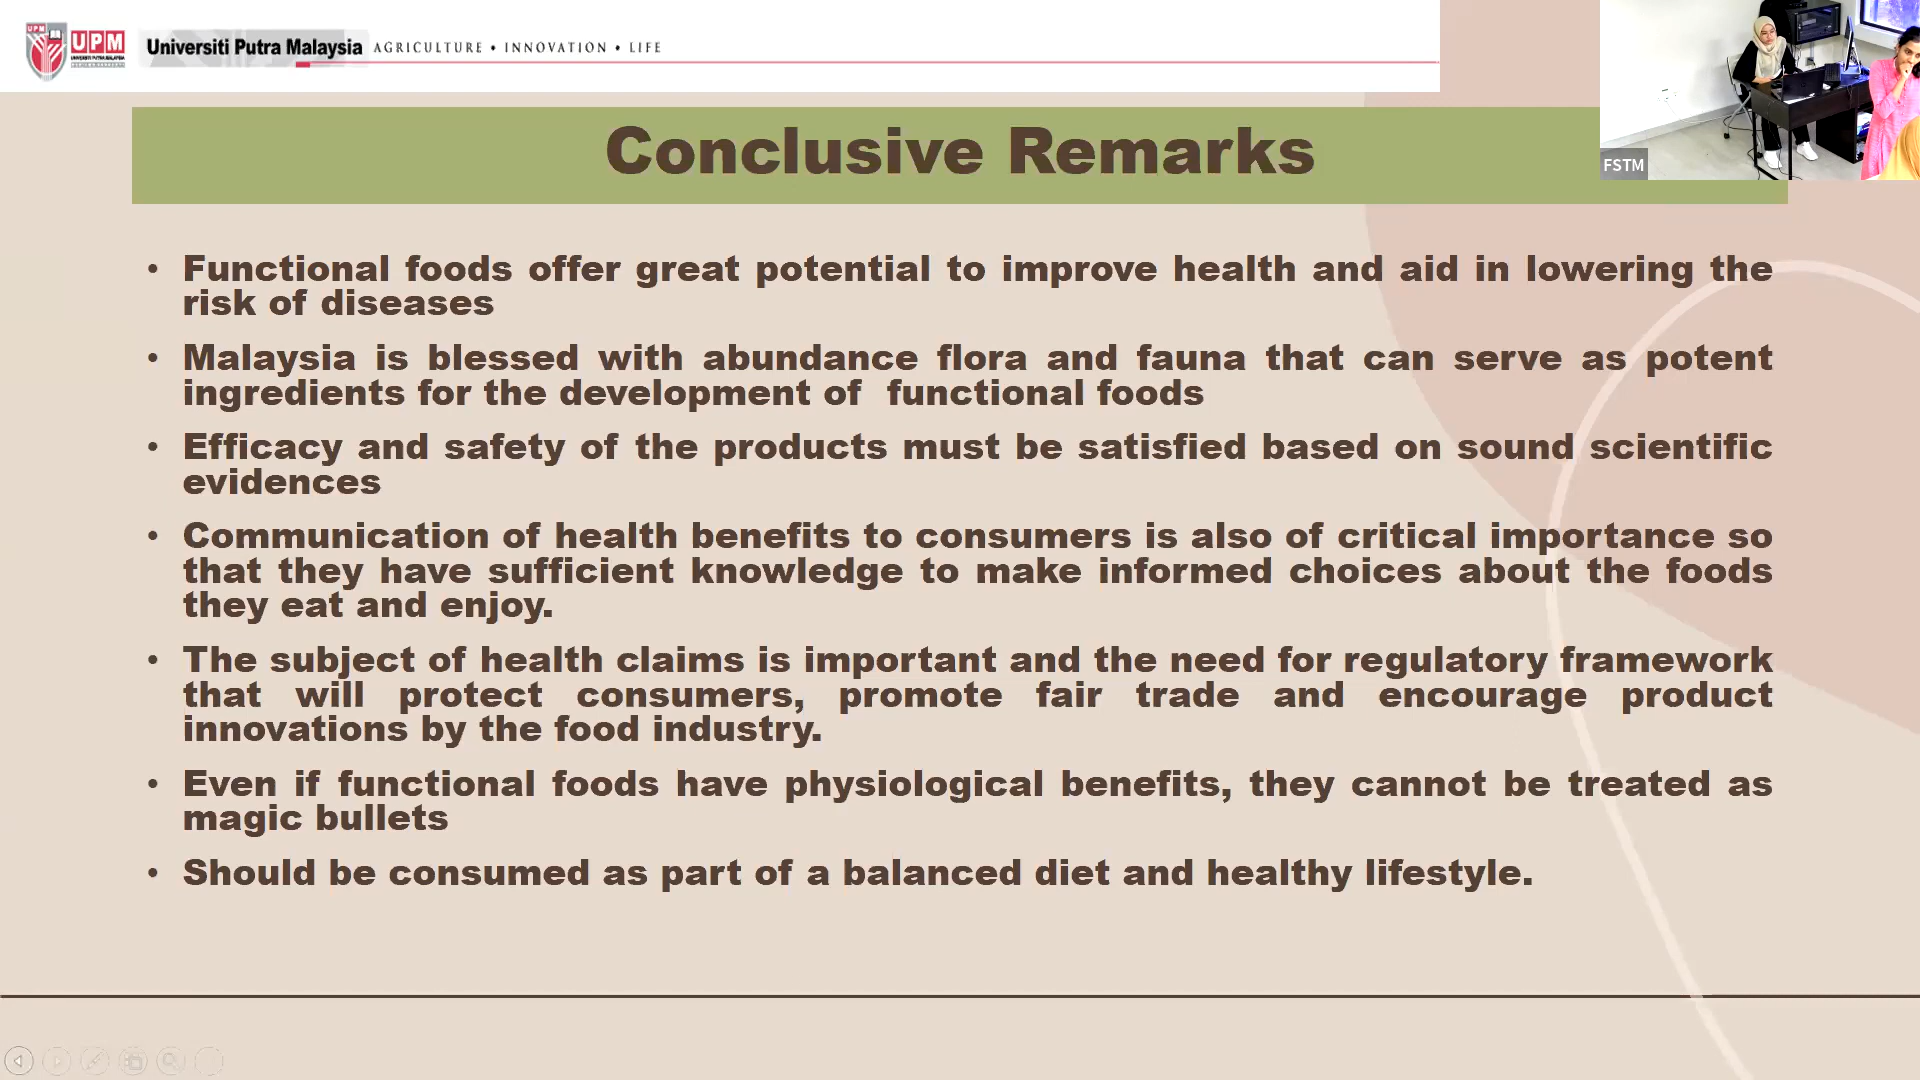 UPM
UPM
UNIVERSITI PUTRA MALAYSIA
Universiti Putra Malaysia AGRICULTURE • INNOVATION • LIFE
FSTM
Conclusive Remarks
• Functional foods offer great potential to improve health and aid in lowering the
risk of diseases
• Malaysia is blessed with abundance flora and fauna that can serve as potent
ingredients for the development of functional foods
• Efficacy and safety of the products must be satisfied based on sound scientific
evidences
• Communication of health benefits to consumers is also of critical importance so
that they have sufficient knowledge to make informed choices about the foods
they eat and enjoy.
• The subject of health claims is important and the need for regulatory framework
that will protect consumers, promote fair trade and encourage product
innovations by the food industry.
• Even if functional foods have physiological benefits, they cannot be treated as
magic bullets
• Should be consumed as part of a balanced diet and healthy lifestyle.